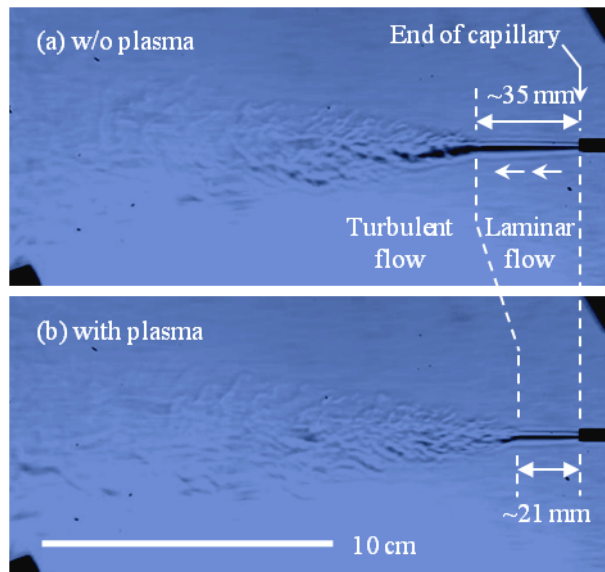 (a) w/o plasma
End of capillary
~35 mm
Turbulent
flow
Laminar
flow
(b) with plasma
~21 mm
10 cm